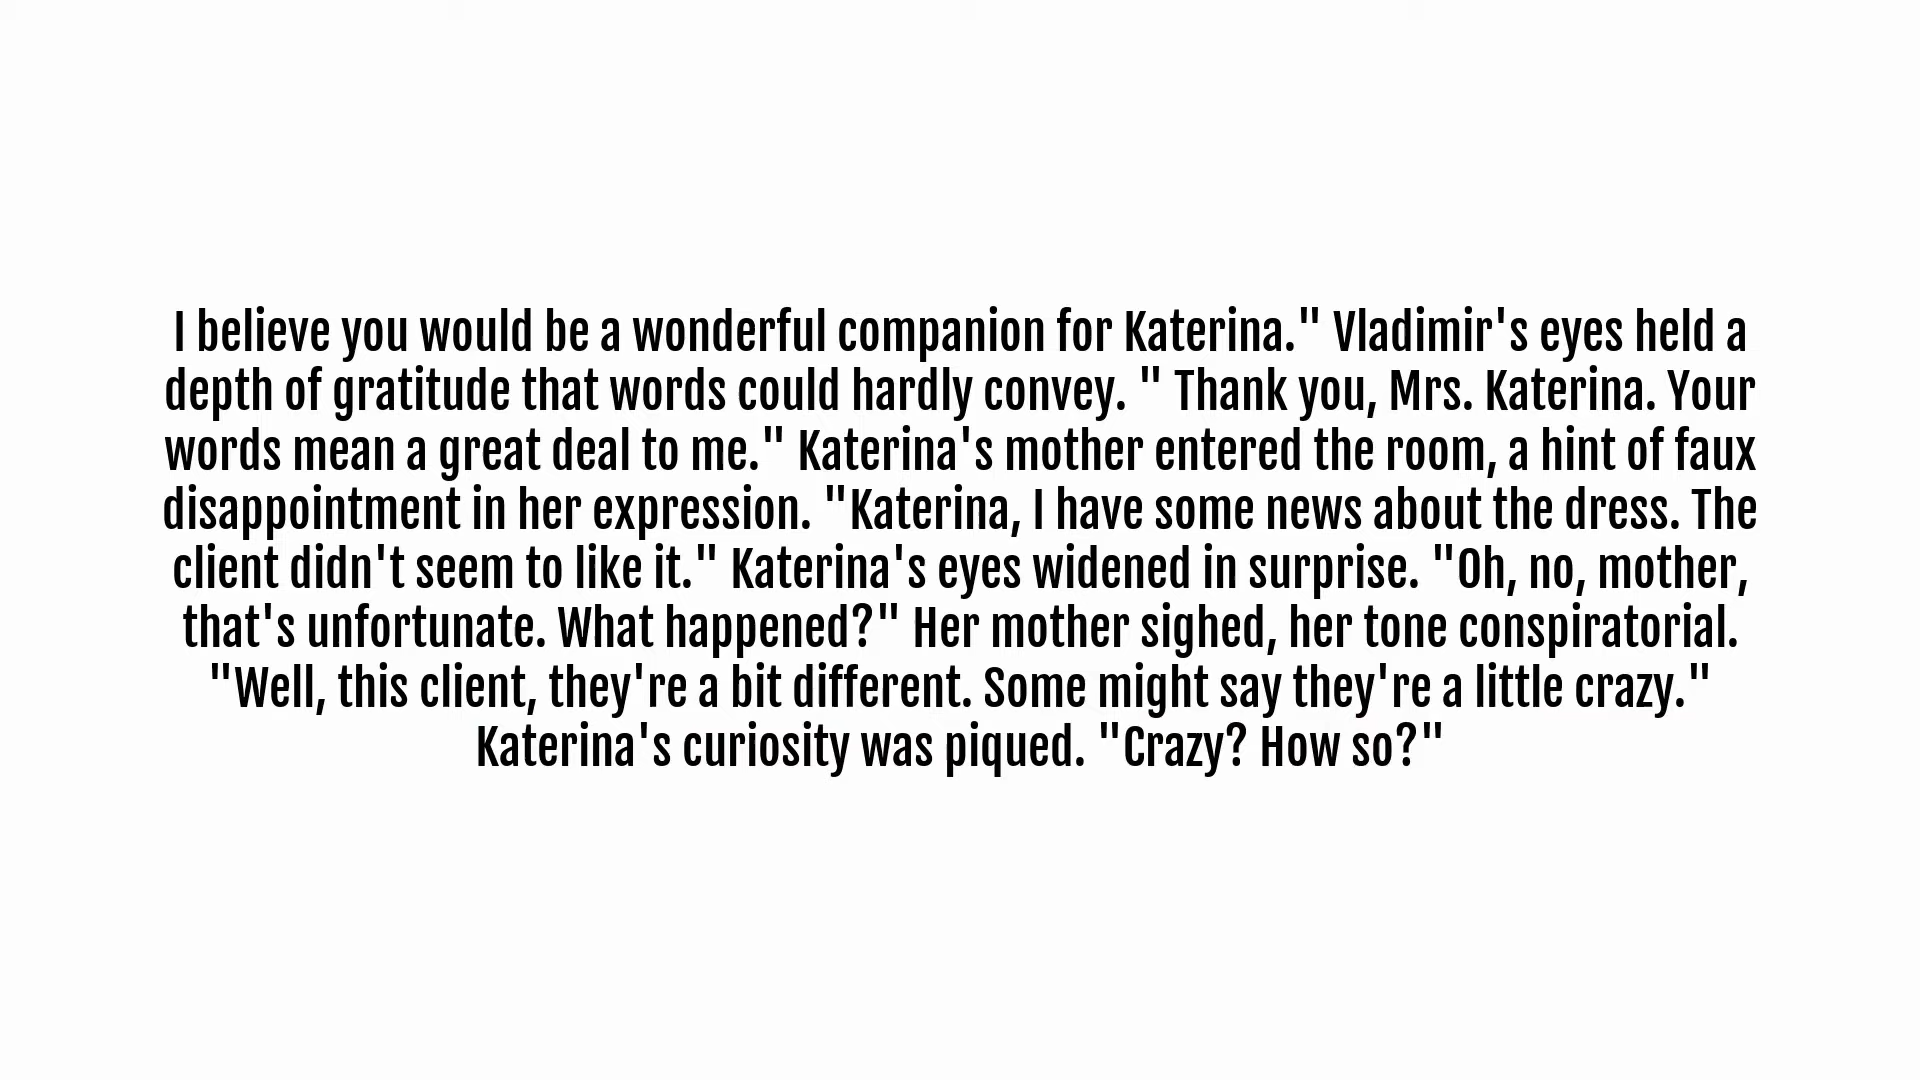 I believe you would be a wonderful companion for Katerina." Vladimir's eyes held a
depth of gratitude that words could hardly convey. " Thank you, Mrs. Katerina. Your
words mean a great deal to me." Katerina's mother entered the room, a hint of faux
disappointment in her expression. "Katerina, I have some news about the dress. The
client didn't seem to like it." Katerina's eyes widened in surprise. "Oh, no, mother,
that's unfortunate. What happened?" Her mother sighed, her tone conspiratorial.
"Well, this client, they're a bit different. Some might say they're a little crazy."
Katerina's curiosity was piqued. "Crazy? How so?"